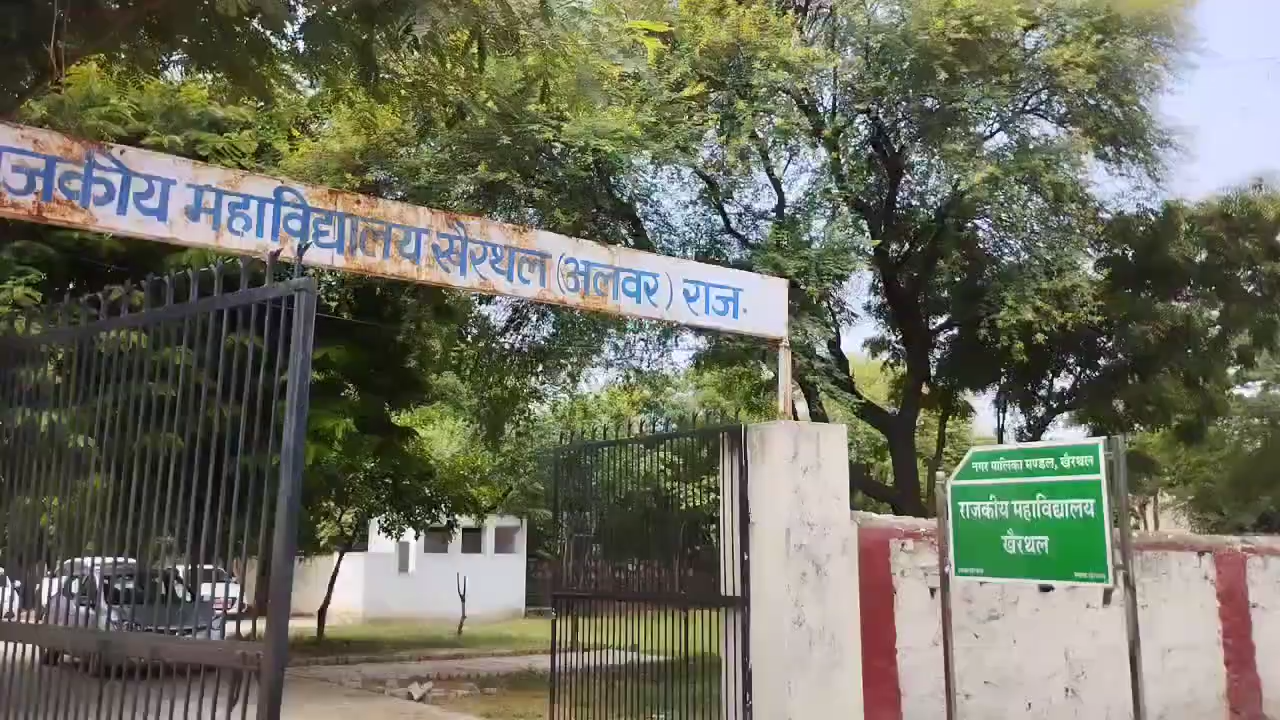 ाजकीय महाविद्यालय खैरथल (अलवर) राज.
नगर पालिका मण्डल, खैरथल
राजकीय महाविद्यालय
खैरथल